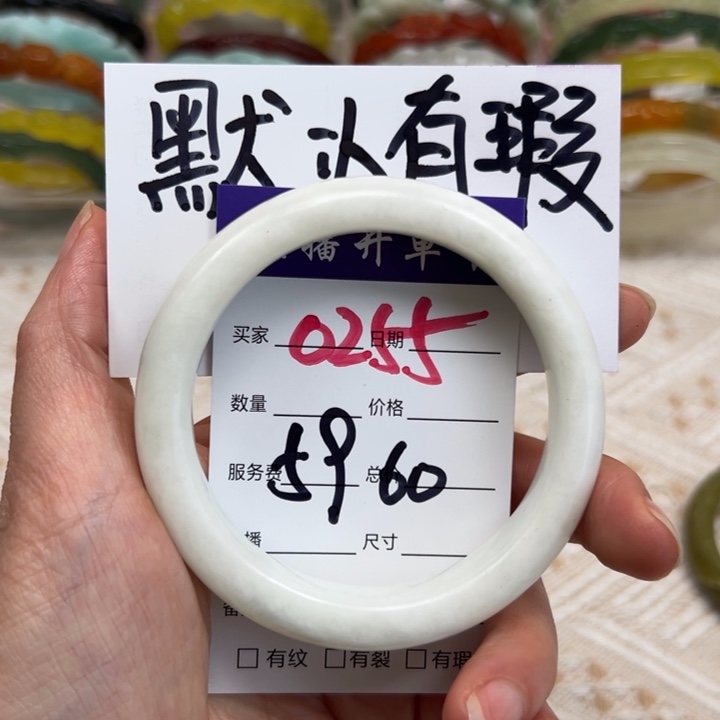 默认有瑕
播开单
买家 0255 日期
数量 价格
服务费 59 60 总
播 尺寸
备
□ 有纹 □ 有裂 □ 有瑕